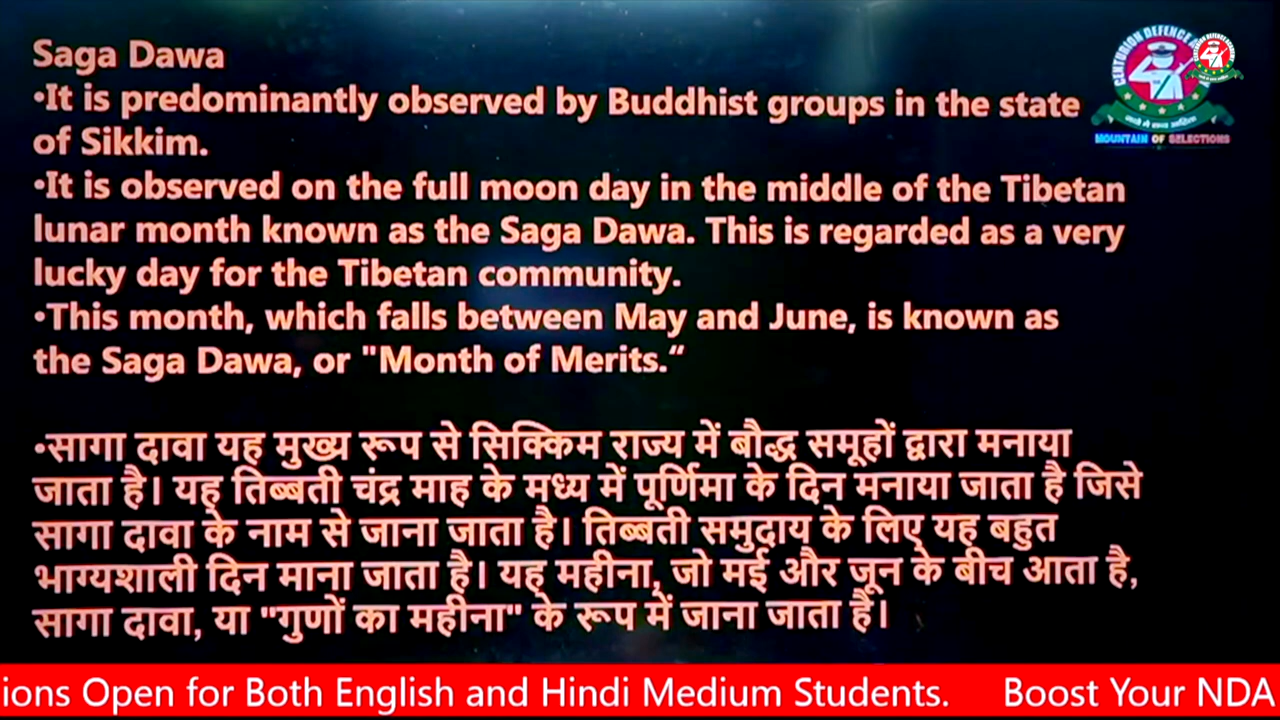 Saga Dawa
•It is predominantly observed by Buddhist groups in the state
of Sikkim.
•It is observed on the full moon day in the middle of the Tibetan
lunar month known as the Saga Dawa. This is regarded as a very
lucky day for the Tibetan community.
•This month, which falls between May and June, is known as
the Saga Dawa, or "Month of Merits.“
•सागा दावा यह मुख्य रूप से सिक्किम राज्य में बौद्ध समूहों द्वारा मनाया
जाता है। यह तिब्बती चंद्र माह के मध्य में पूर्णिमा के दिन मनाया जाता है जिसे
सागा दावा के नाम से जाना जाता है। तिब्बती समुदाय के लिए यह बहुत
भाग्यशाली दिन माना जाता है। यह महीना, जो मई और जून के बीच आता है,
सागा दावा, या "गुणों का महीना" के रूप में जाना जाता है।
CENTURION DEFENCE
MOUNTAIN OF SELECTIONS
ions Open for Both English and Hindi Medium Students. Boost Your NDA